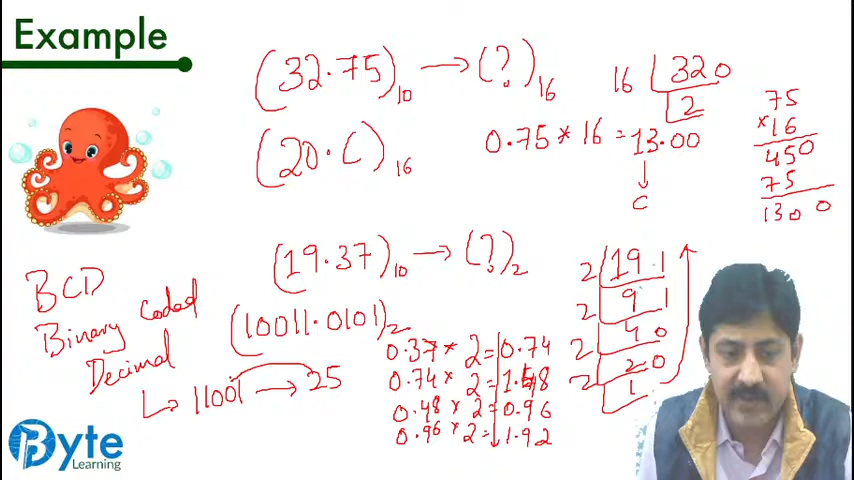 Example
(32.75)10 → (?)16
16 32 0
2
75
*16
450
75
1300
0.75*16=13.00
↓
C
(20.C)16
(19.37)10 → (?)2
2 19 1
2 9 1
2 4 0
2 2 0
1
BCD
Binary Coded
Decimal
↳ 11001 → 25
(10011.0101)2
0.37*2=0.74
0.74*2=1.48
0.48*2=0.96
0.96*2=1.92
Byte
Learning